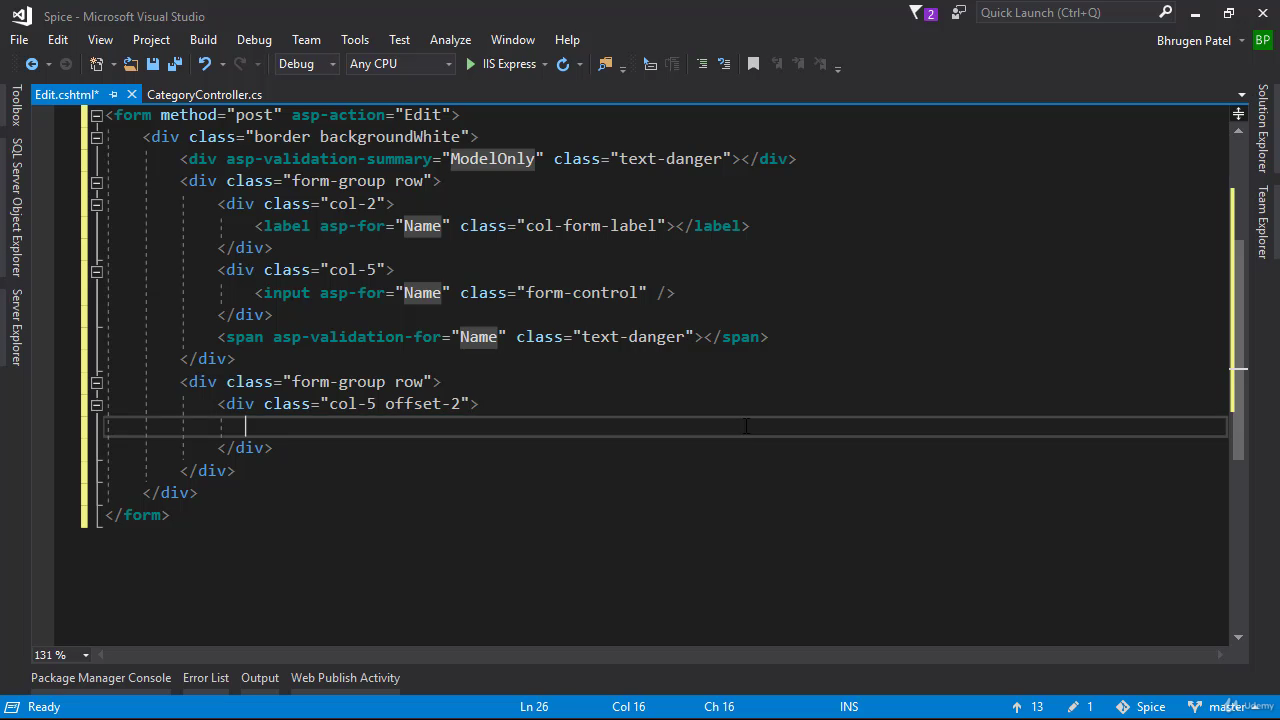 Spice - Microsoft Visual Studio
2
Quick Launch (Ctrl+Q)
File Edit View Project Build Debug Team Tools Test Analyze Window Help
Bhrugen Patel BP
Debug Any CPU IIS Express
Edit.cshtml* CategoryController.cs
Toolbox
SQL Server Object Explorer
Server Explorer
<form method="post" asp-action="Edit">
<div class="border backgroundWhite">
<div asp-validation-summary="ModelOnly" class="text-danger"></div>
<div class="form-group row">
<div class="col-2">
<label asp-for="Name" class="col-form-label"></label>
</div>
<div class="col-5">
<input asp-for="Name" class="form-control" />
</div>
<span asp-validation-for="Name" class="text-danger"></span>
</div>
<div class="form-group row">
<div class="col-5 offset-2">
</div>
</div>
</div>
</form>
Solution Explorer
Team Explorer
131 %
Package Manager Console Error List Output Web Publish Activity
Ready Ln 26 Col 16 Ch 16 INS 13 1 Spice master
Udemy